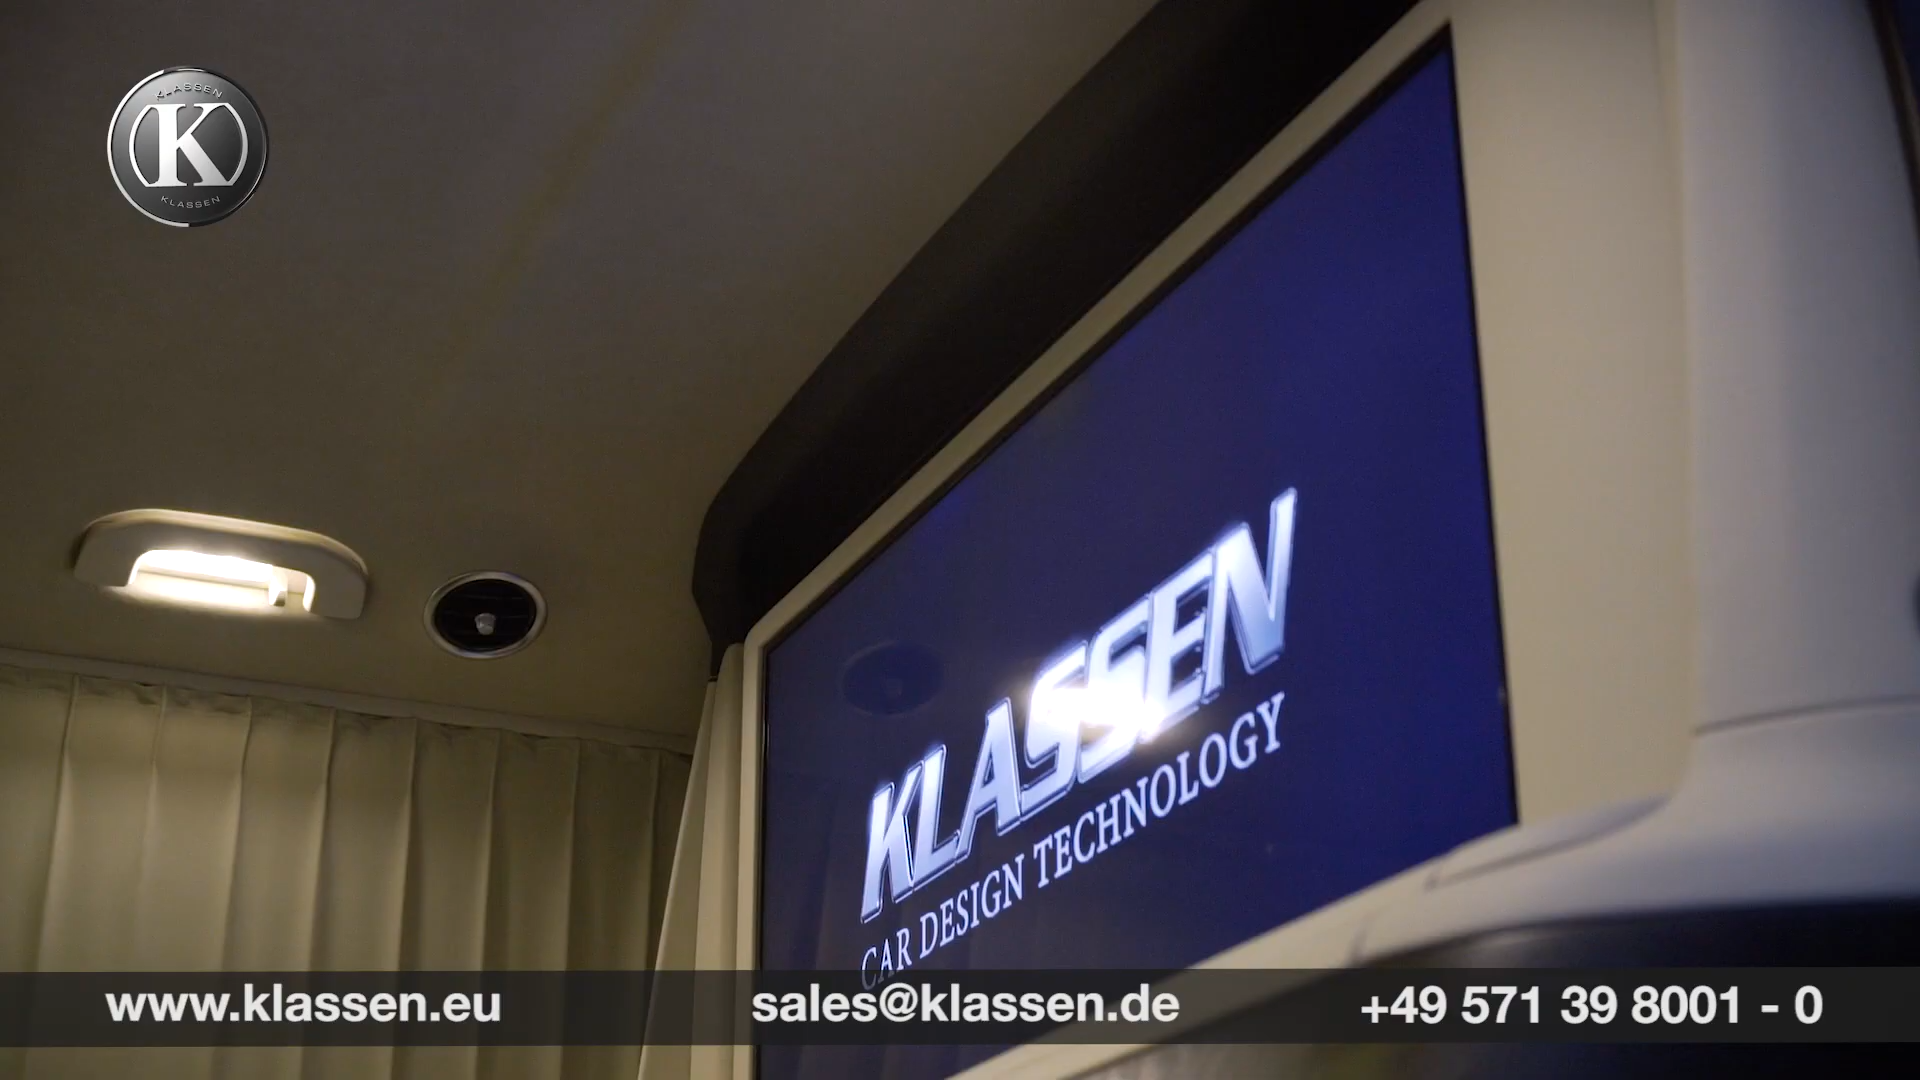 KLASSEN
K
KLASSEN
KLASSEN
CAR DESIGN TECHNOLOGY
www.klassen.eu sales@klassen.de +49 571 39 8001 - 0